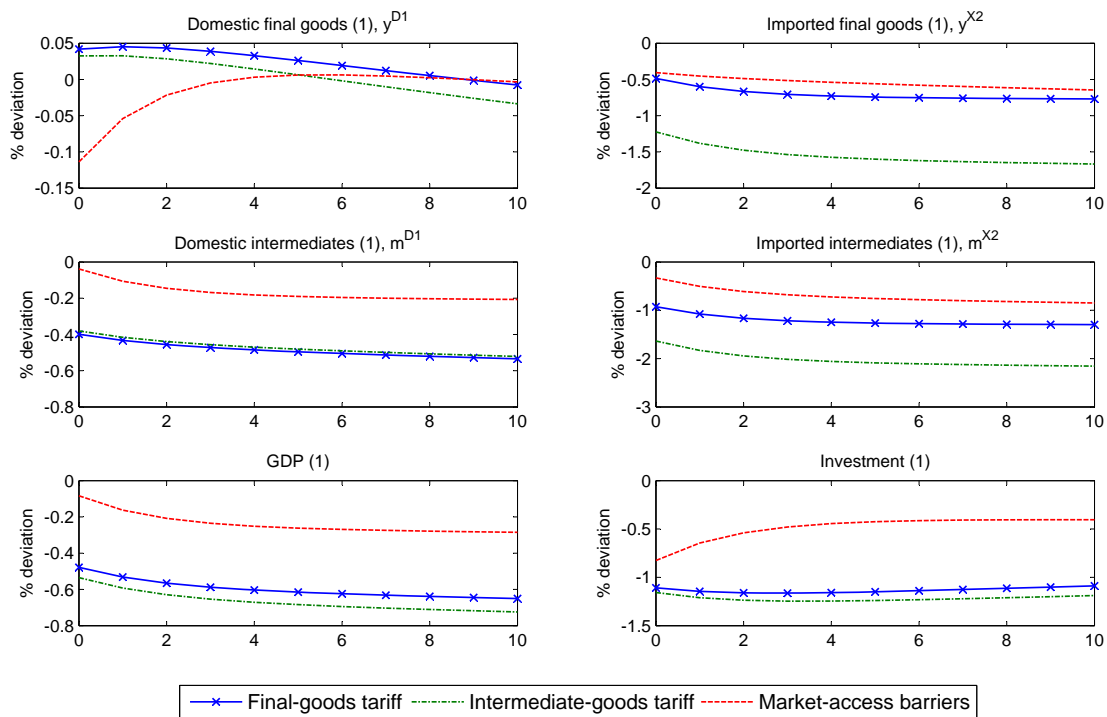 Domestic final goods (1), y^D1
0.05
0
-0.05
-0.1
-0.15
% deviation
0 2 4 6 8 10
Imported final goods (1), y^X2
0
-0.5
-1
-1.5
-2
% deviation
0 2 4 6 8 10
Domestic intermediates (1), m^D1
0
-0.2
-0.4
-0.6
-0.8
% deviation
0 2 4 6 8 10
Imported intermediates (1), m^X2
0
-1
-2
-3
% deviation
0 2 4 6 8 10
GDP (1)
0
-0.2
-0.4
-0.6
-0.8
% deviation
0 2 4 6 8 10
Investment (1)
0
-0.5
-1
-1.5
% deviation
0 2 4 6 8 10
Final-goods tariff Intermediate-goods tariff Market-access barriers